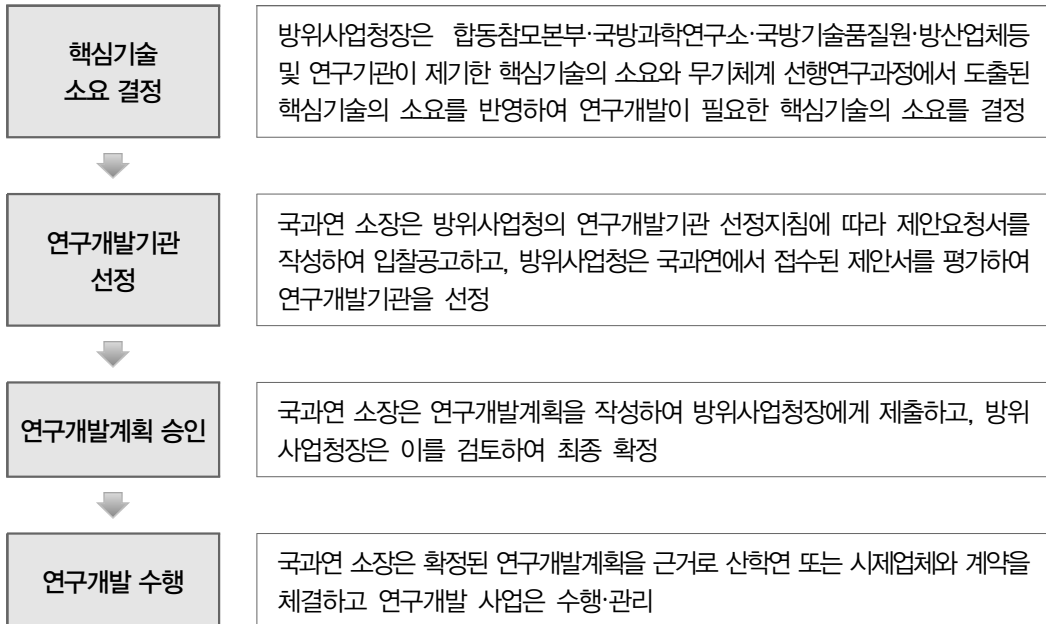 핵심기술
소요 결정
방위사업청장은 합동참모본부·국방과학연구소·국방기술품질원·방산업체등
및 연구기관이 제기한 핵심기술의 소요와 무기체계 선행연구과정에서 도출된
핵심기술의 소요를 반영하여 연구개발이 필요한 핵심기술의 소요를 결정
연구개발기관
선정
국과연 소장은 방위사업청의 연구개발기관 선정지침에 따라 제안요청서를
작성하여 입찰공고하고, 방위사업청은 국과연에서 접수된 제안서를 평가하여
연구개발기관을 선정
연구개발계획 승인
국과연 소장은 연구개발계획을 작성하여 방위사업청장에게 제출하고, 방위
사업청장은 이를 검토하여 최종 확정
연구개발 수행
국과연 소장은 확정된 연구개발계획을 근거로 산학연 또는 시제업체와 계약을
체결하고 연구개발 사업은 수행·관리